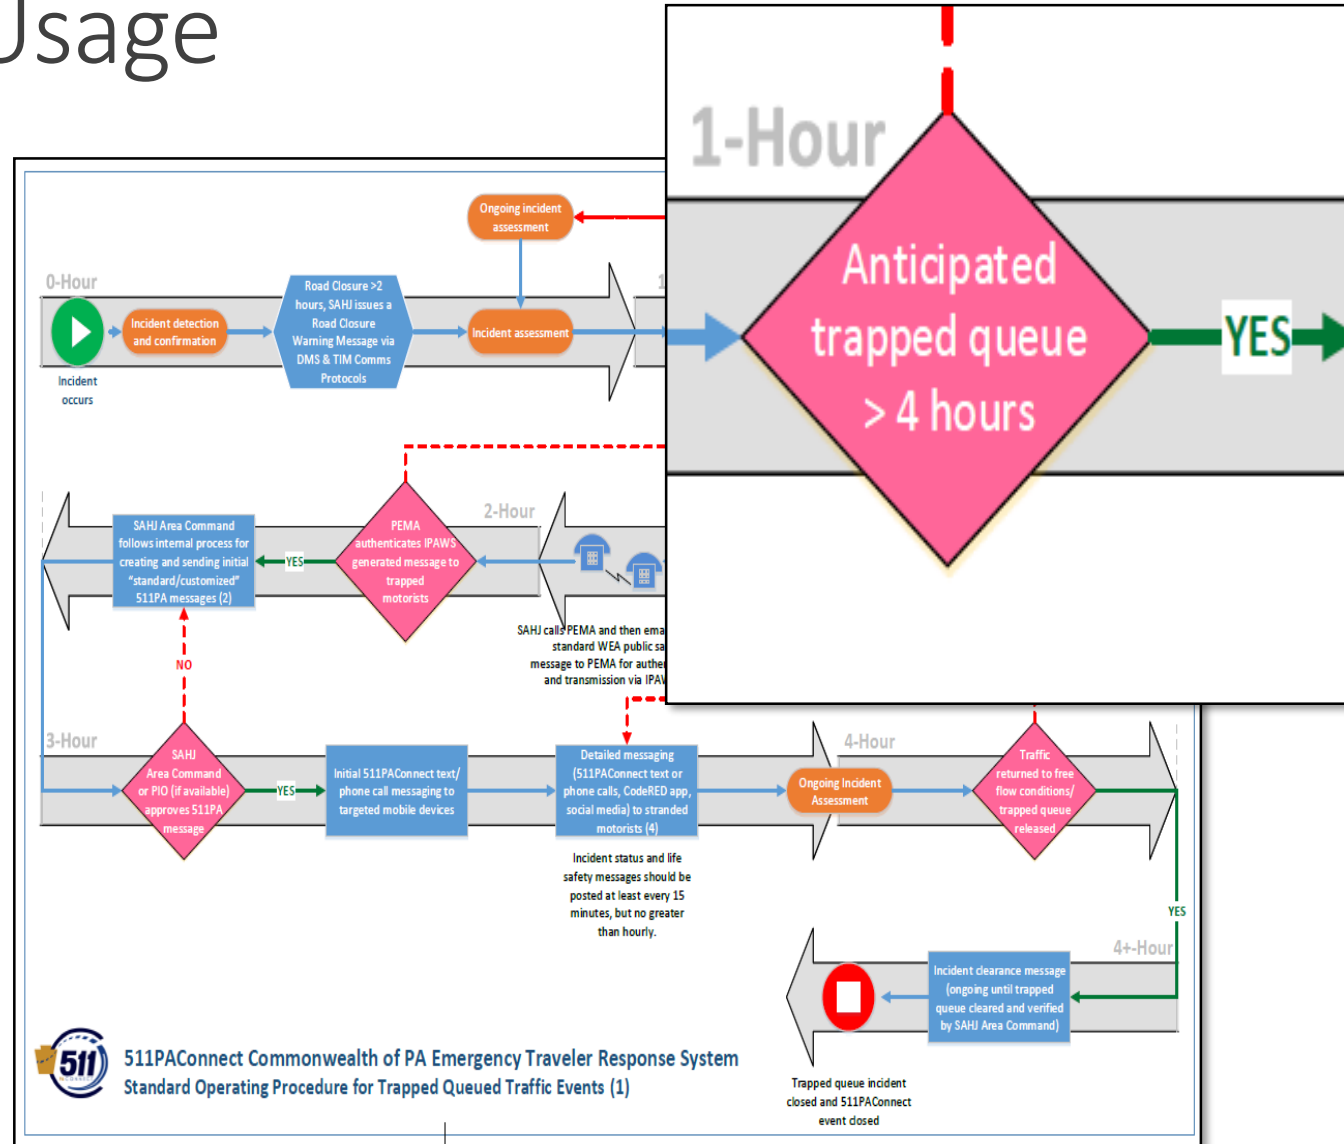 Usage
1-Hour
Anticipated
trapped queue
> 4 hours
YES
Ongoing incident
assessment
0-Hour
Incident
occurs
Incident detection
and confirmation
Road Closure >2
hours, SAHJ issues a
Road Closure
Warning Message via
DMS & TIM Comms
Protocols
Incident assessment
1
2-Hour
SAHJ Area Command
follows internal process for
creating and sending initial
"standard/customized"
511PA messages (2)
YES
PEMA
authenticates IPAWS
generated message to
trapped
motorists
SAHJ calls PEMA and then ema
standard WEA public sa
message to PEMA for authe
and transmission via IPAW
NO
3-Hour
SAHJ
Area Command
or PIO (if available)
approves 511PA
message
YES
Initial 511PAConnect text/
phone call messaging to
targeted mobile devices
Detailed messaging
(511PAConnect text or
phone calls, CodeRED app,
social media) to stranded
motorists (4)
Incident status and life
safety messages should be
posted at least every 15
minutes, but no greater
than hourly.
4-Hour
Ongoing Incident
Assessment
Traffic
returned to free
flow conditions/
trapped queue
released
YES
4+-Hour
Incident clearance message
(ongoing until trapped
queue cleared and verified
by SAHJ Area Command)
Trapped queue incident
closed and 511PAConnect
event closed
511
511PAConnect Commonwealth of PA Emergency Traveler Response System
Standard Operating Procedure for Trapped Queued Traffic Events (1)